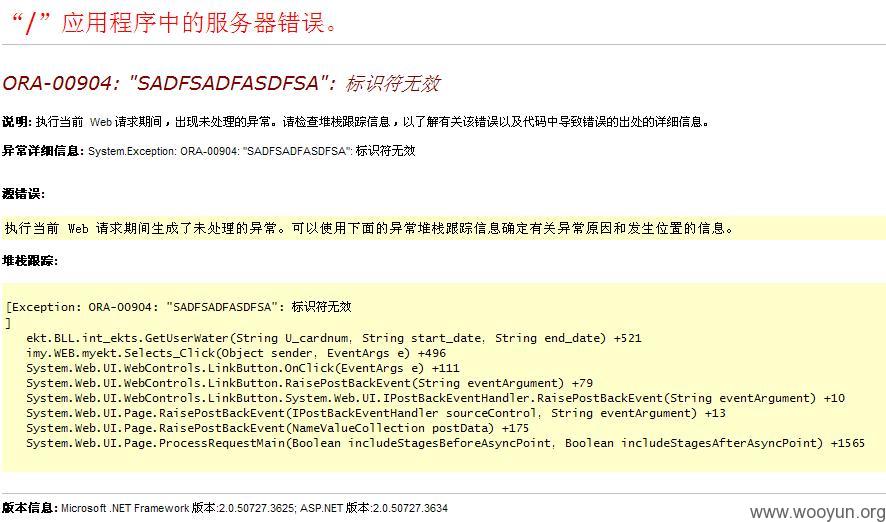 “/”应用程序中的服务器错误。
ORA-00904: "SADFSADFASDFSA": 标识符无效
说明: 执行当前 Web 请求期间，出现未处理的异常。请检查堆栈跟踪信息，以了解有关该错误以及代码中导致错误的出处的详细信息。
异常详细信息: System.Exception: ORA-00904: "SADFSADFASDFSA": 标识符无效
源错误:
执行当前 Web 请求期间生成了未处理的异常。可以使用下面的异常堆栈跟踪信息确定有关异常原因和发生位置的信息。
堆栈跟踪:
[Exception: ORA-00904: "SADFSADFASDFSA": 标识符无效
]
ekt.BLL.int_ekts.GetUserWater(String U_cardnum, String start_date, String end_date) +521
imy.WEB.myekt.Selects_Click(Object sender, EventArgs e) +496
System.Web.UI.WebControls.LinkButton.OnClick(EventArgs e) +111
System.Web.UI.WebControls.LinkButton.RaisePostBackEvent(String eventArgument) +79
System.Web.UI.WebControls.LinkButton.System.Web.UI.IPostBackEventHandler.RaisePostBackEvent(String eventArgument) +10
System.Web.UI.Page.RaisePostBackEvent(IPostBackEventHandler sourceControl, String eventArgument) +13
System.Web.UI.Page.RaisePostBackEvent(NameValueCollection postData) +175
System.Web.UI.Page.ProcessRequestMain(Boolean includeStagesBeforeAsyncPoint, Boolean includeStagesAfterAsyncPoint) +1565
版本信息: Microsoft .NET Framework 版本:2.0.50727.3625; ASP.NET 版本:2.0.50727.3634
www.wooyun.org